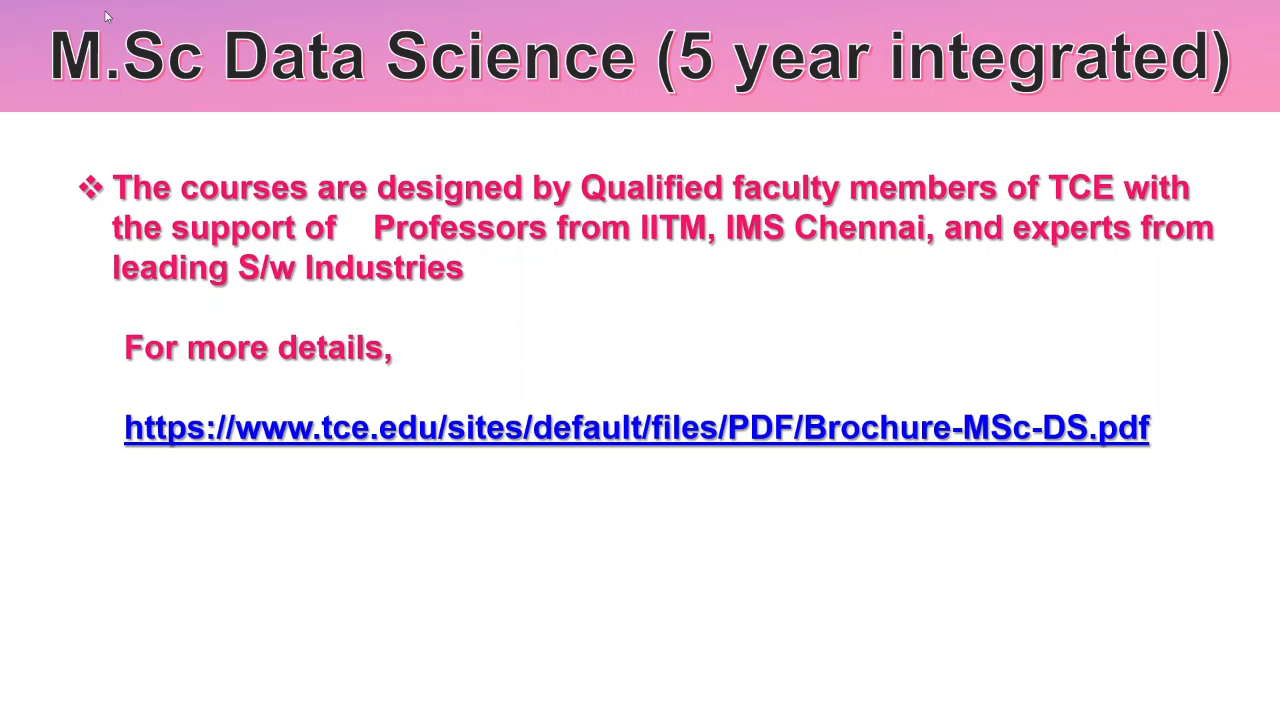 M.Sc Data Science (5 year integrated)
❖ The courses are designed by Qualified faculty members of TCE with
the support of Professors from IITM, IMS Chennai, and experts from
leading S/w Industries
For more details,
https://www.tce.edu/sites/default/files/PDF/Brochure-MSc-DS.pdf